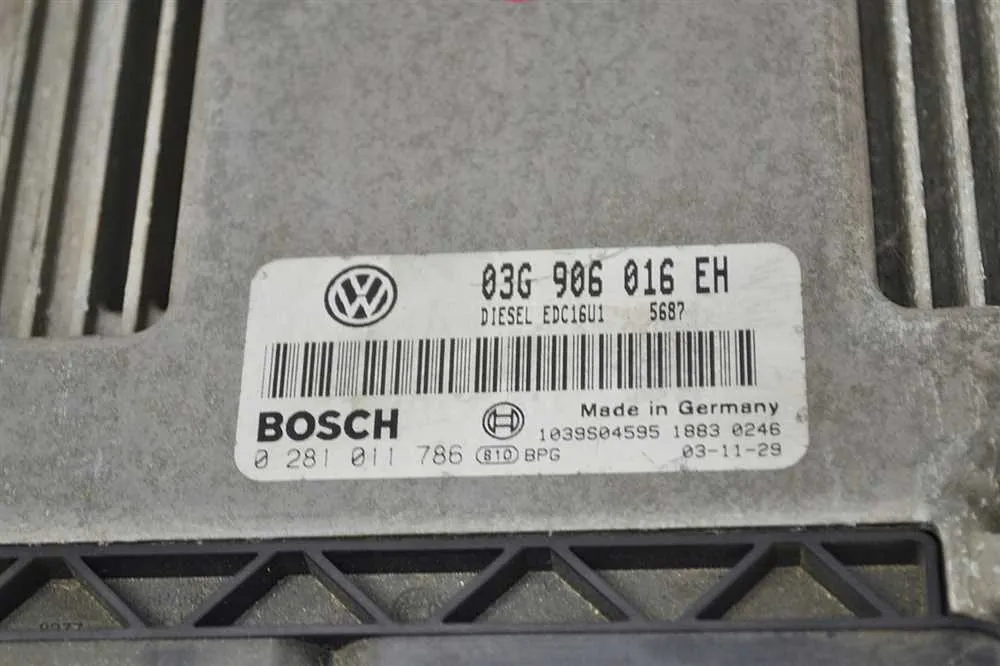 03G 906 016 EH
DIESEL EDC16U1 5687
BOSCH
Made in Germany
1039S04595 1883 0246
0 281 011 786 810 BPG
03-11-29